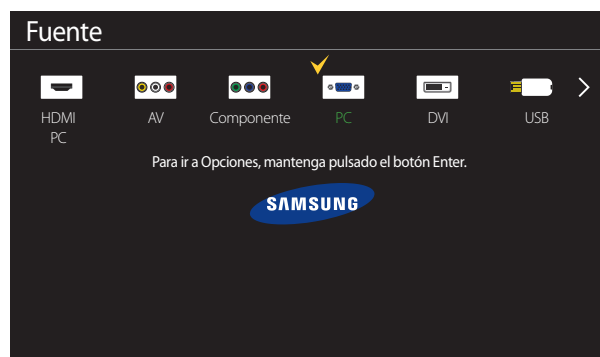 Fuente
HDMI AV Componente PC DVI USB
PC
Para ir a Opciones, mantenga pulsado el botón Enter.
SAMSUNG